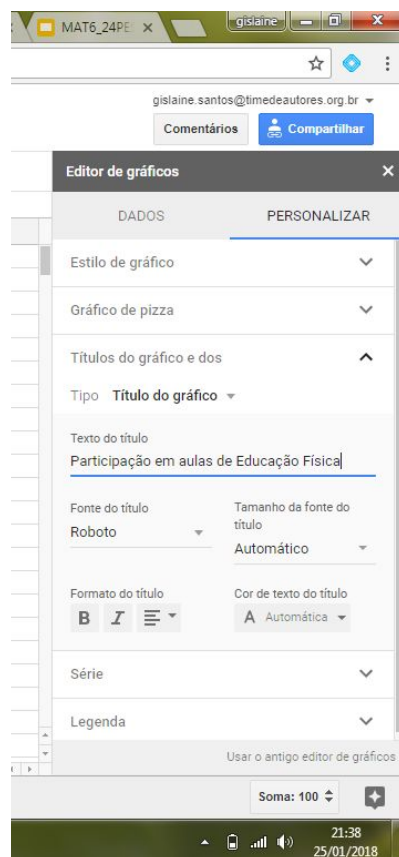 MAT6_24PE
gislaine
gislaine.santos@timedeautores.org.br
Comentários Compartilhar
Editor de gráficos
DADOS PERSONALIZAR
Estilo de gráfico
Gráfico de pizza
Títulos do gráfico e dos
Tipo Título do gráfico
Texto do título
Participação em aulas de Educação Física
Fonte do título
Tamanho da fonte do
título
Roboto
Automático
Formato do título
Cor de texto do título
B I A Automática
Série
Legenda
Usar o antigo editor de gráficos
Soma: 100
21:38
25/01/2018